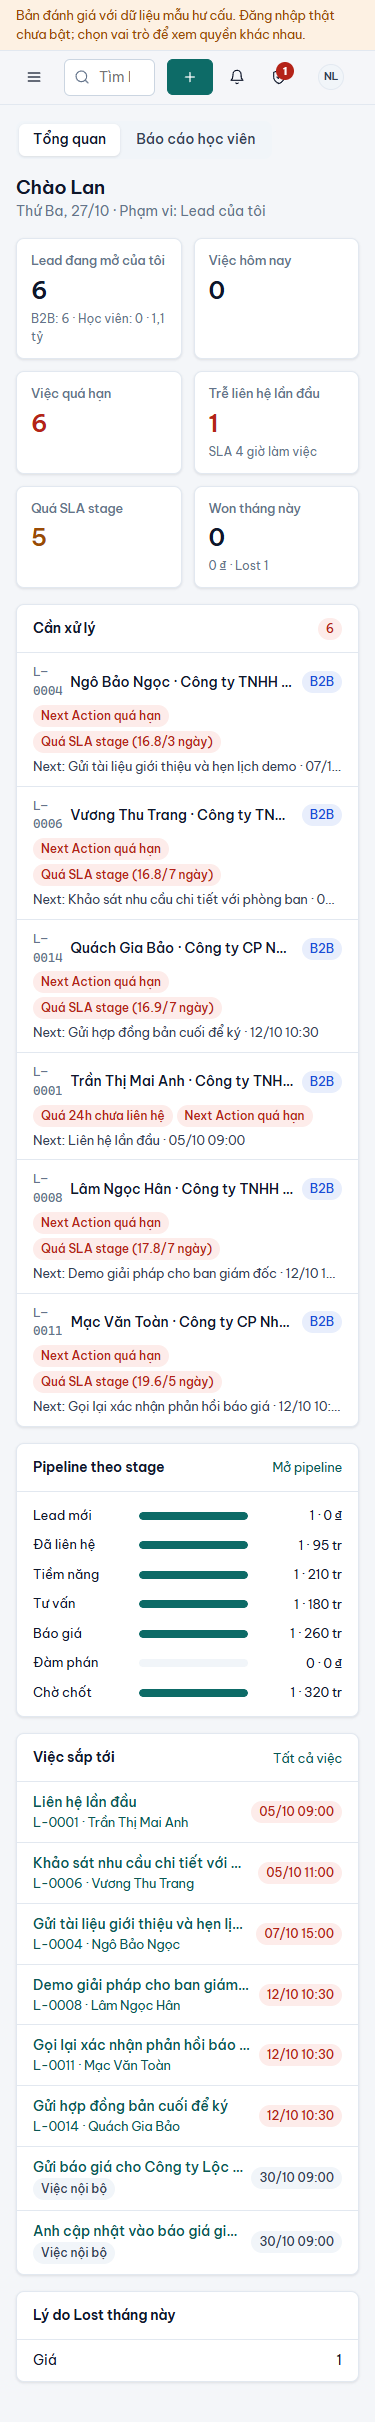 Bản đánh giá với dữ liệu mẫu hư cấu. Đăng nhập thật
chưa bật; chọn vai trò để xem quyền khác nhau.
Tìm l
1
NL
Tổng quan
Báo cáo học viên
Chào Lan
Thứ Ba, 27/10 · Phạm vi: Lead của tôi
Lead đang mở của tôi
6
B2B: 6 · Học viên: 0 · 1,1
tỷ
Việc hôm nay
0
Việc quá hạn
6
Trễ liên hệ lần đầu
1
SLA 4 giờ làm việc
Quá SLA stage
5
Won tháng này
0
0 ₫ · Lost 1
Cần xử lý
6
L-
0004
Ngô Bảo Ngọc · Công ty TNHH ...
B2B
Next Action quá hạn
Quá SLA stage (16.8/3 ngày)
Next: Gửi tài liệu giới thiệu và hẹn lịch demo · 07/1...
L-
0006
Vương Thu Trang · Công ty TN...
B2B
Next Action quá hạn
Quá SLA stage (16.8/7 ngày)
Next: Khảo sát nhu cầu chi tiết với phòng ban · 0...
L-
0014
Quách Gia Bảo · Công ty CP N...
B2B
Next Action quá hạn
Quá SLA stage (16.9/7 ngày)
Next: Gửi hợp đồng bản cuối để ký · 12/10 10:30
L-
0001
Trần Thị Mai Anh · Công ty TNH...
B2B
Quá 24h chưa liên hệ
Next Action quá hạn
Next: Liên hệ lần đầu · 05/10 09:00
L-
0008
Lâm Ngọc Hân · Công ty TNHH ...
B2B
Next Action quá hạn
Quá SLA stage (17.8/7 ngày)
Next: Demo giải pháp cho ban giám đốc · 12/10 1...
L-
0011
Mạc Văn Toàn · Công ty CP Nh...
B2B
Next Action quá hạn
Quá SLA stage (19.6/5 ngày)
Next: Gọi lại xác nhận phản hồi báo giá · 12/10 10:...
Pipeline theo stage
Mở pipeline
Lead mới
1 · 0 ₫
Đã liên hệ
1 · 95 tr
Tiềm năng
1 · 210 tr
Tư vấn
1 · 180 tr
Báo giá
1 · 260 tr
Đàm phán
0 · 0 ₫
Chờ chốt
1 · 320 tr
Việc sắp tới
Tất cả việc
Liên hệ lần đầu
L-0001 · Trần Thị Mai Anh
05/10 09:00
Khảo sát nhu cầu chi tiết với ...
L-0006 · Vương Thu Trang
05/10 11:00
Gửi tài liệu giới thiệu và hẹn lị...
L-0004 · Ngô Bảo Ngọc
07/10 15:00
Demo giải pháp cho ban giám...
L-0008 · Lâm Ngọc Hân
12/10 10:30
Gọi lại xác nhận phản hồi báo ...
L-0011 · Mạc Văn Toàn
12/10 10:30
Gửi hợp đồng bản cuối để ký
L-0014 · Quách Gia Bảo
12/10 10:30
Gửi báo giá cho Công ty Lộc ...
Việc nội bộ
30/10 09:00
Anh cập nhật vào báo giá gi...
Việc nội bộ
30/10 09:00
Lý do Lost tháng này
Giá
1